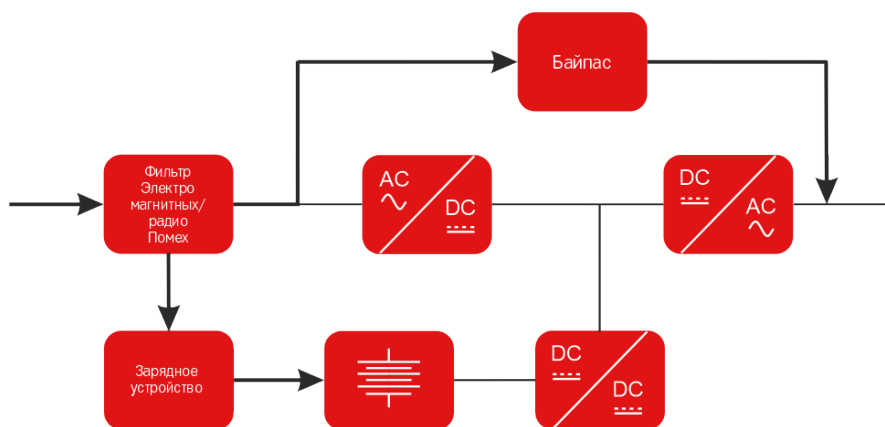 Байпас
Фильтр
Электро
магнитных/
радио
Помех
AC
DC
DC
AC
Зарядное
устройство
DC
DC